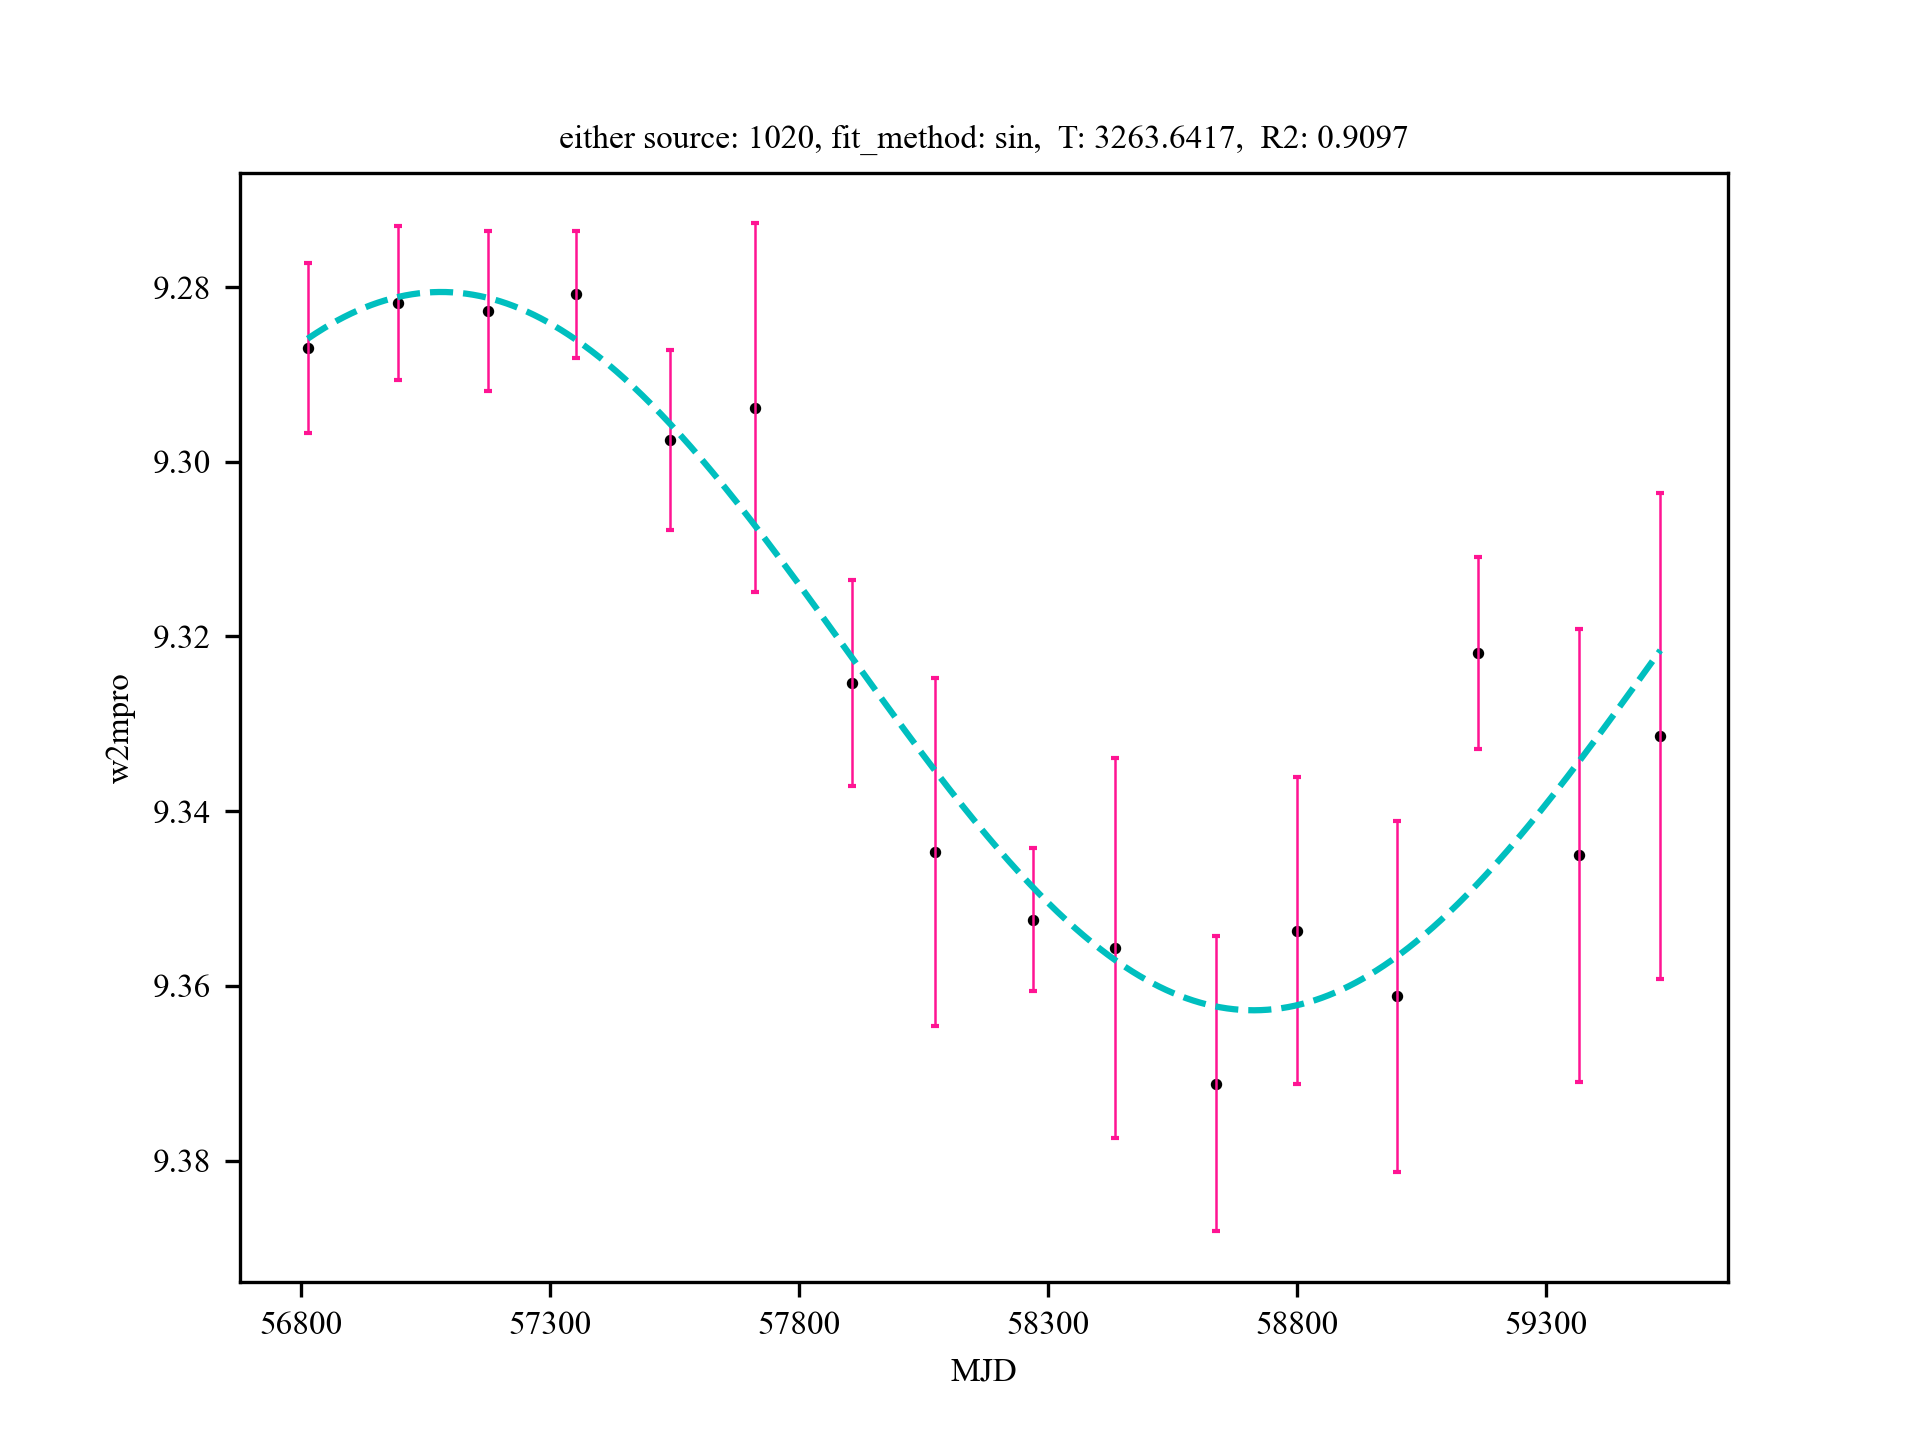 either source: 1020, fit_method: sin,  T: 3263.6417,  R2: 0.9097
9.28
9.30
9.32
9.34
9.36
9.38
w2mpro
56800 57300 57800 58300 58800 59300
MJD